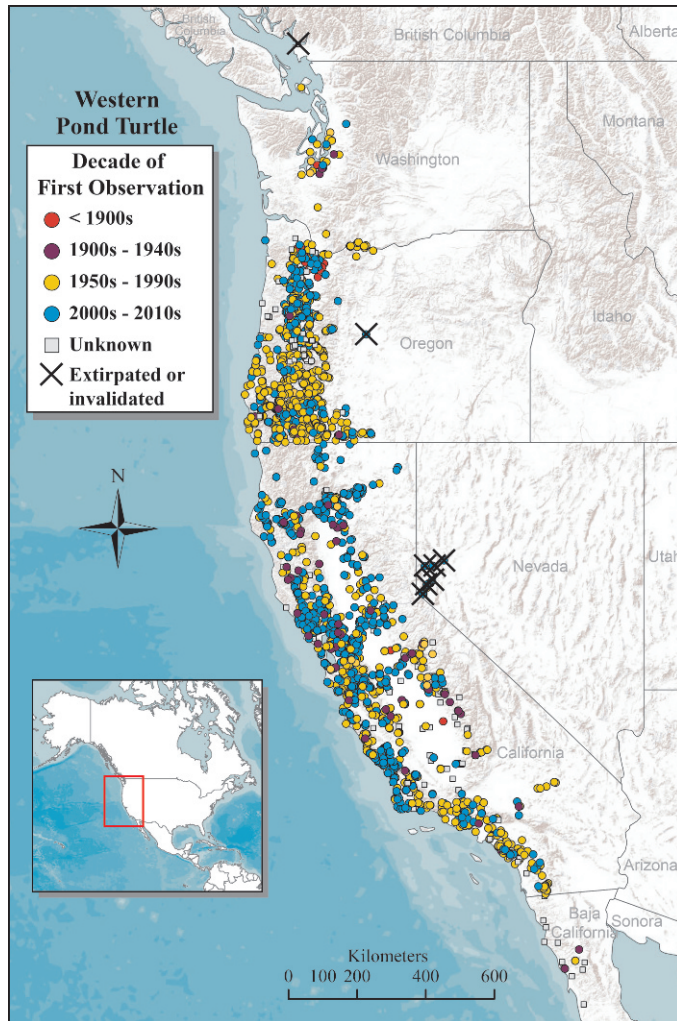 British
Columbia
British Columbia
Alberta
Western
Pond Turtle
Decade of
First Observation
< 1900s
1900s - 1940s
1950s - 1990s
2000s - 2010s
Unknown
Extirpated or
invalidated
Washington
Montana
Oregon
Idaho
N
Nevada
Utah
California
Arizona
Baja
California
Sonora
Kilometers
0 100 200 400 600